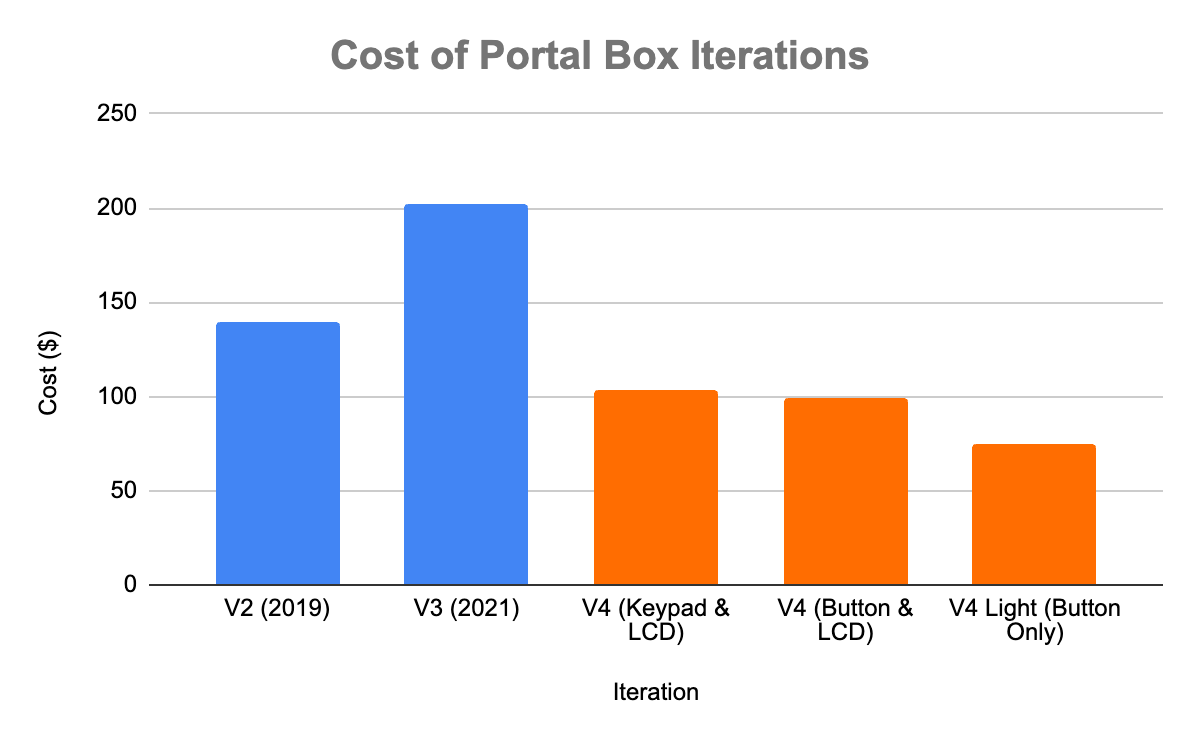 Cost of Portal Box Iterations
250
200
150
100
50
0
Cost ($)
V2 (2019)
V3 (2021)
V4 (Keypad &
LCD)
V4 (Button &
LCD)
V4 Light (Button
Only)
Iteration